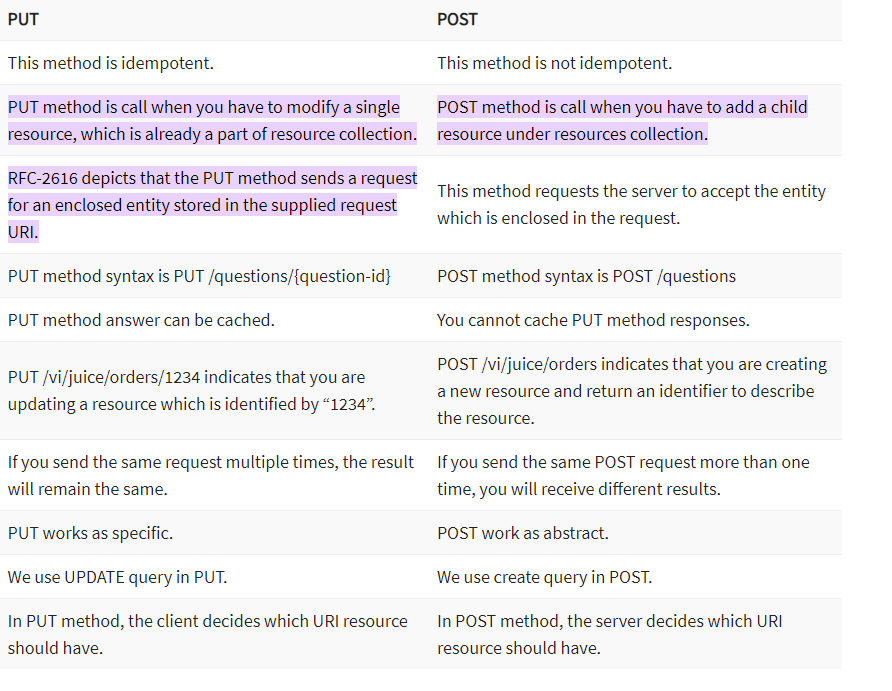 PUT
POST
This method is idempotent.
This method is not idempotent.
PUT method is call when you have to modify a single
resource, which is already a part of resource collection.
POST method is call when you have to add a child
resource under resources collection.
RFC-2616 depicts that the PUT method sends a request
for an enclosed entity stored in the supplied request
URI.
This method requests the server to accept the entity
which is enclosed in the request.
PUT method syntax is PUT /questions/{question-id}
POST method syntax is POST /questions
PUT method answer can be cached.
You cannot cache PUT method responses.
PUT /vi/juice/orders/1234 indicates that you are
updating a resource which is identified by “1234”.
POST /vi/juice/orders indicates that you are creating
a new resource and return an identifier to describe
the resource.
If you send the same request multiple times, the result
will remain the same.
If you send the same POST request more than one
time, you will receive different results.
PUT works as specific.
POST work as abstract.
We use UPDATE query in PUT.
We use create query in POST.
In PUT method, the client decides which URI resource
should have.
In POST method, the server decides which URI
resource should have.